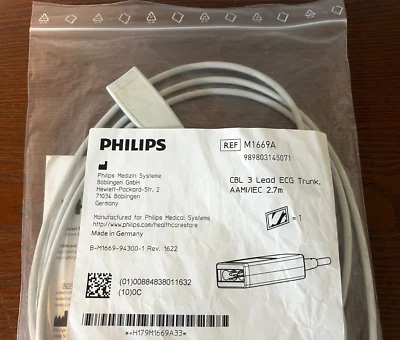 PHILIPS
Philips Medizin Systeme
Böblingen GmbH
Hewlett-Packard-Str. 2
71034 Böblingen
Germany
Manufactured for Philips Medical Systems
http://www.philips.com/healthcarestore
Made in Germany
B-M1669-94300-1 Rev. 1622
(01)00884838011632
(10)0C
*+H179M1669A33*
REF M1669A
989803145071
CBL 3 Lead ECG Trunk,
AAMI/IEC 2.7m
= 1